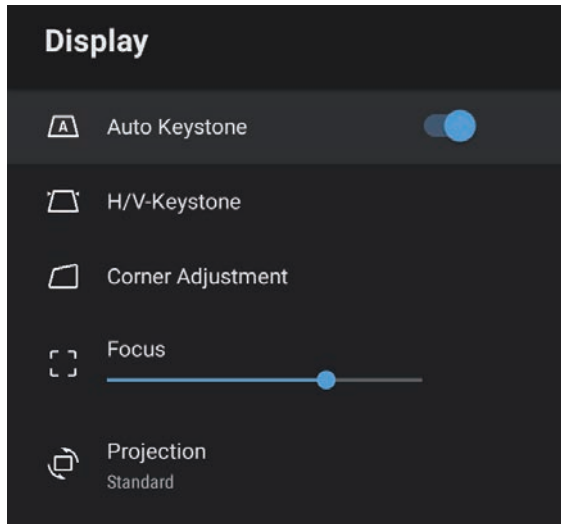 Display
A
Auto Keystone
H/V-Keystone
Corner Adjustment
Focus
Projection
Standard